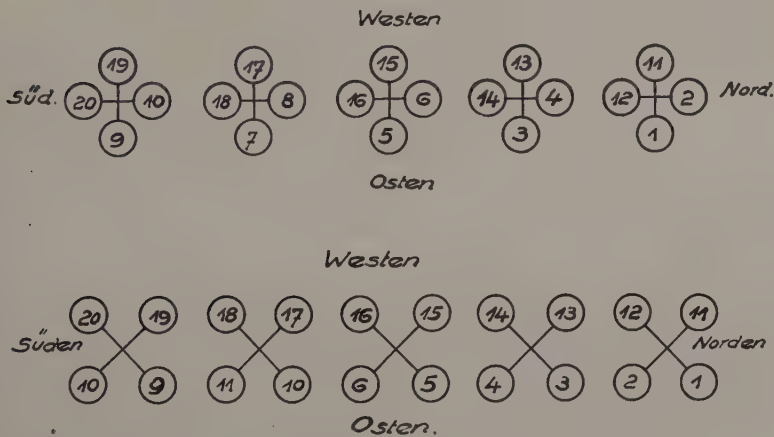 Westen
19 17 15 13 11
Süd. 20 10 18 8 16 6 14 4 12 2 Nord.
9 7 5 3 1
Osten
Westen
20 19 18 17 16 15 14 13 12 11
Süden Norden
10 9 11 10 6 5 4 3 2 1
Osten.